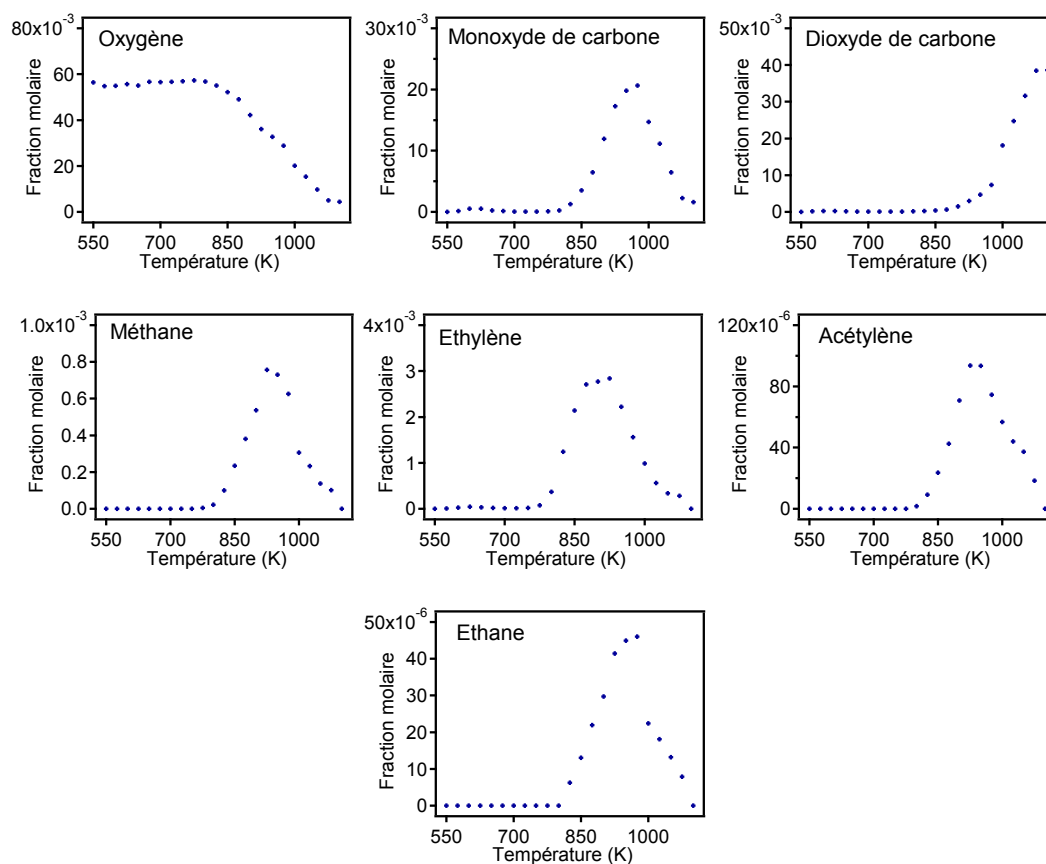 Oxygène
80x10-3
60
40
20
0
Fraction molaire
550 700 850 1000
Température (K)
Monoxyde de carbone
30x10-3
20
10
0
Fraction molaire
550 700 850 1000
Température (K)
Dioxyde de carbone
50x10-3
40
30
20
10
0
Fraction molaire
550 700 850 1000
Température (K)
Méthane
1.0x10-3
0.8
0.6
0.4
0.2
0.0
Fraction molaire
550 700 850 1000
Température (K)
Ethylène
4x10-3
3
2
1
0
Fraction molaire
550 700 850 1000
Température (K)
Acétylène
120x10-6
80
40
0
Fraction molaire
550 700 850 1000
Température (K)
Ethane
50x10-6
40
30
20
10
0
Fraction molaire
550 700 850 1000
Température (K)